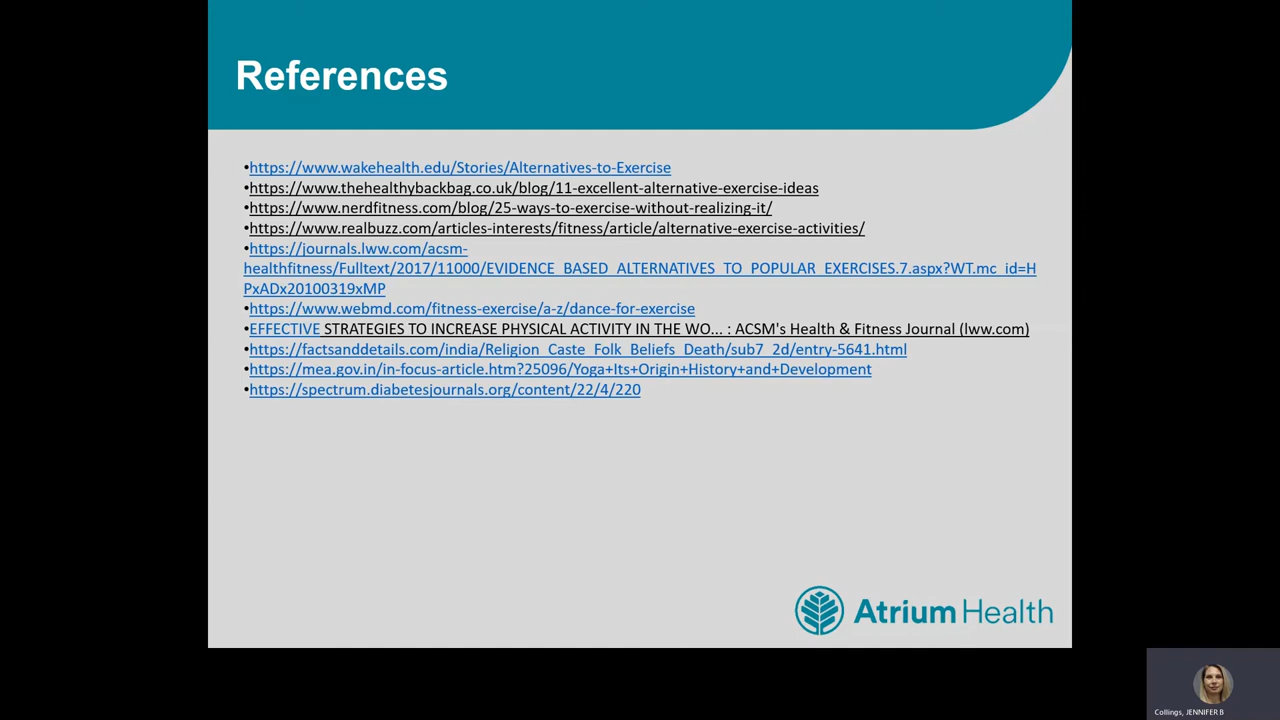 References
•https://www.wakehealth.edu/Stories/Alternatives-to-Exercise
•https://www.thehealthybackbag.co.uk/blog/11-excellent-alternative-exercise-ideas
•https://www.nerdfitness.com/blog/25-ways-to-exercise-without-realizing-it/
•https://www.realbuzz.com/articles-interests/fitness/article/alternative-exercise-activities/
•https://journals.lww.com/acsm-
healthfitness/Fulltext/2017/11000/EVIDENCE_BASED_ALTERNATIVES_TO_POPULAR_EXERCISES.7.aspx?WT.mc_id=H
PxADx20100319xMP
•https://www.webmd.com/fitness-exercise/a-z/dance-for-exercise
•EFFECTIVE STRATEGIES TO INCREASE PHYSICAL ACTIVITY IN THE WO... : ACSM's Health & Fitness Journal (lww.com)
•https://factsanddetails.com/india/Religion_Caste_Folk_Beliefs_Death/sub7_2d/entry-5641.html
•https://mea.gov.in/in-focus-article.htm?25096/Yoga+Its+Origin+History+and+Development
•https://spectrum.diabetesjournals.org/content/22/4/220
Atrium Health
Collings, JENNIFER B